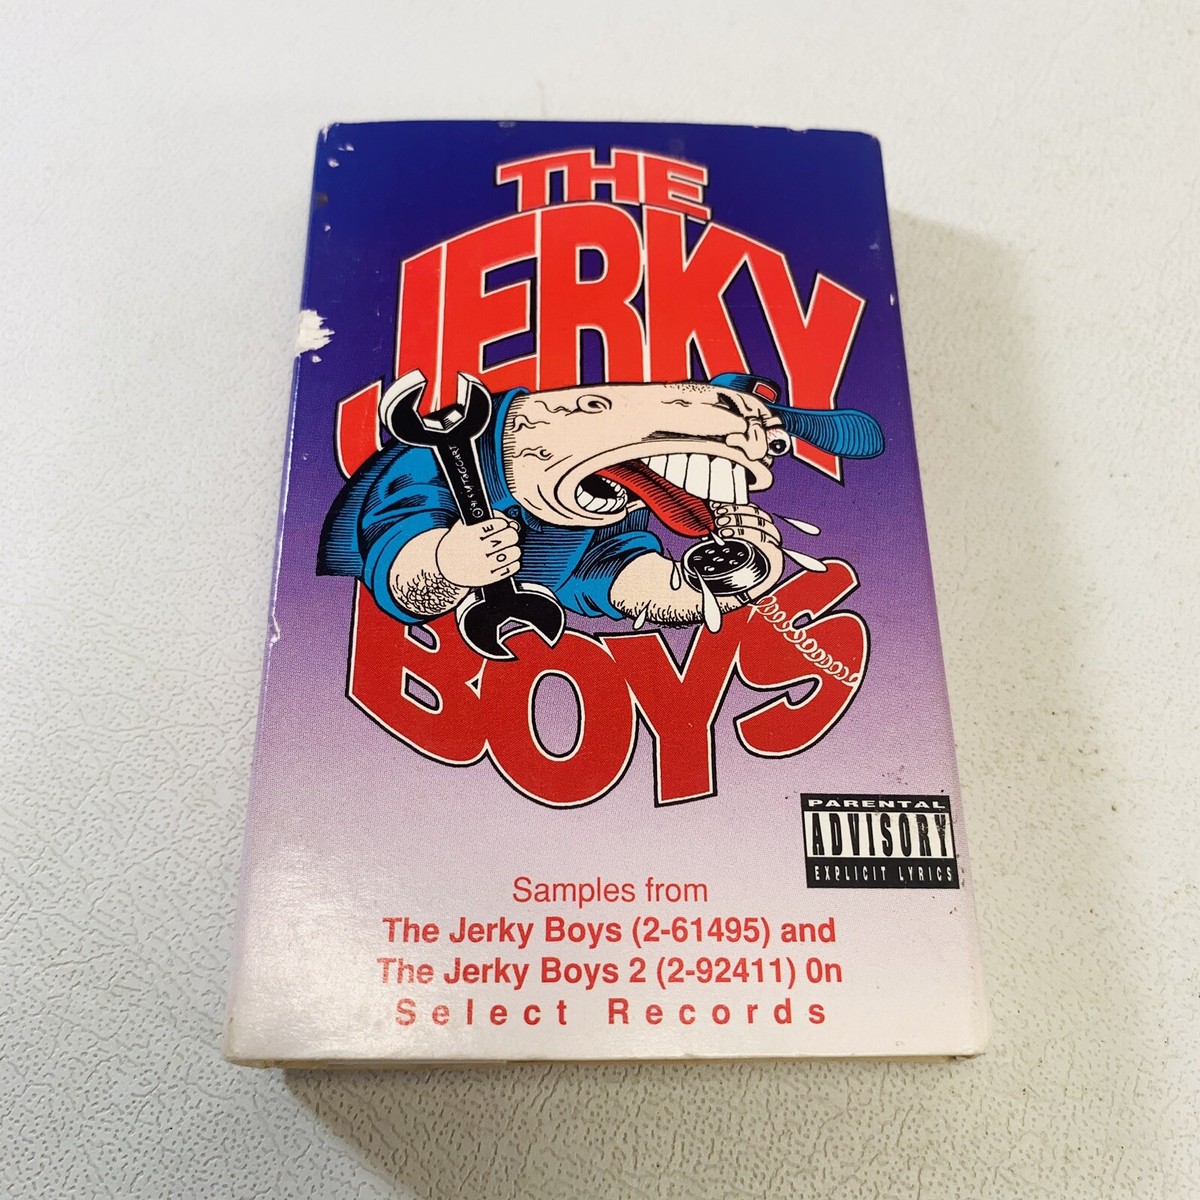 THE
JERKY
BOYS
LOVE
PARENTAL
ADVISORY
EXPLICIT LYRICS
Samples from
The Jerky Boys (2-61495) and
The Jerky Boys 2 (2-92411) On
Select Records